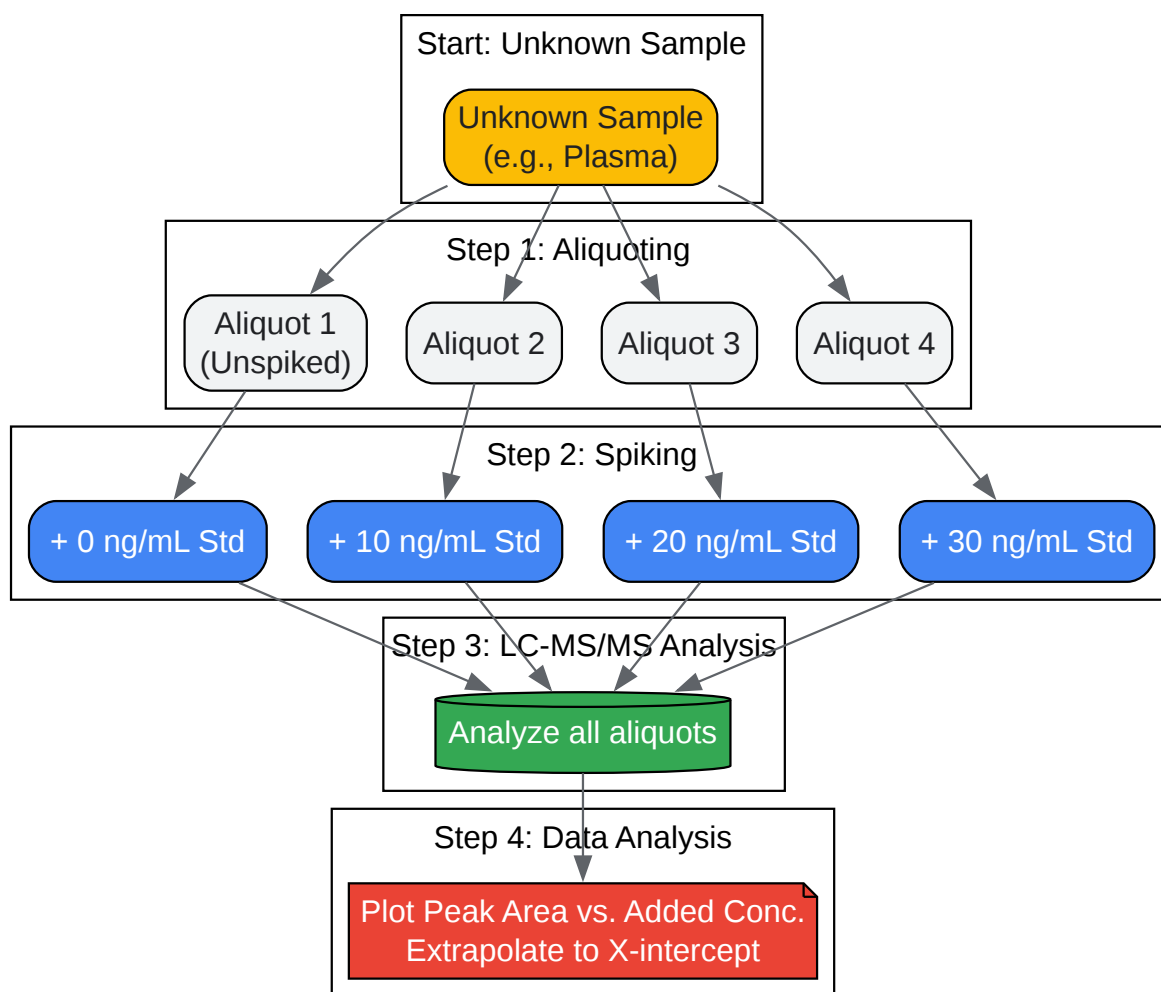 Start: Unknown Sample
Unknown Sample
(e.g., Plasma)
Step 1: Aliquoting
Aliquot 1
(Unspiked)
Aliquot 2
Aliquot 3
Aliquot 4
Step 2: Spiking
+ 0 ng/mL Std
+ 10 ng/mL Std
+ 20 ng/mL Std
+ 30 ng/mL Std
Step 3: LC-MS/MS Analysis
Analyze all aliquots
Step 4: Data Analysis
Plot Peak Area vs. Added Conc.
Extrapolate to X-intercept